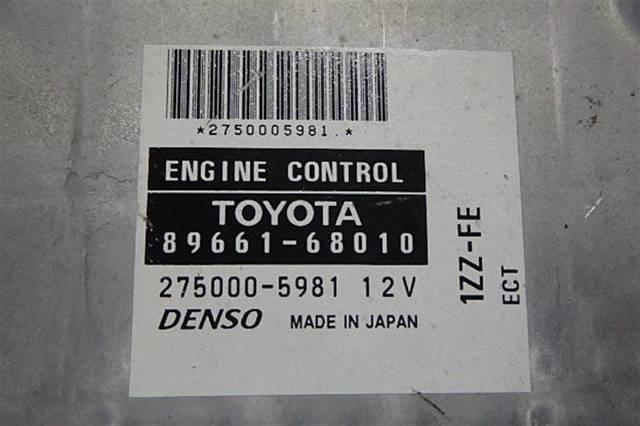 *2750005981.*
ENGINE CONTROL
TOYOTA
89661-68010
275000-5981 12V
DENSO MADE IN JAPAN
1ZZ-FE
ECT